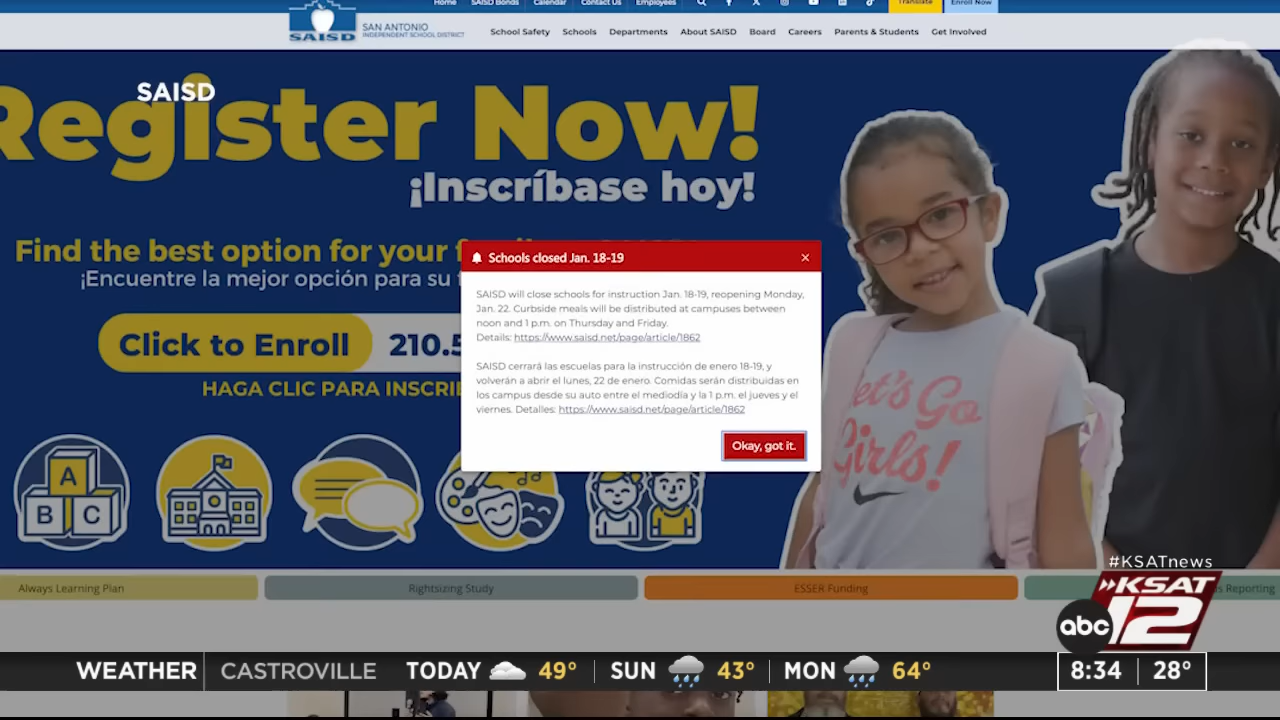 Home
SAISD Bonds
Calendar
Contact Us
Employees
Translate
Enroll Now
SAISD
SAN ANTONIO
INDEPENDENT SCHOOL DISTRICT
School Safety
Schools
Departments
About SAISD
Board
Careers
Parents & Students
Get Involved
SAISD
Register Now!
¡Inscríbase hoy!
Find the best option for your
¡Encuentre la mejor opción para su
Click to Enroll
210.5
HAGA CLIC PARA
Schools closed Jan. 18-19
SAISD will close schools for instruction Jan. 18-19, reopening Monday,
Jan. 22. Curbside meals will be distributed at campuses between
noon and 1 p.m. on Thursday and Friday.
Details: https://www.saisd.net/page/article/1862
SAISD cerrará las escuelas para la instrucción de enero 18-19, y
volverán a abrir el lunes, 22 de enero. Comidas serán distribuidas en
los campus desde su auto entre el mediodía y la 1 p.m. el jueves y el
viernes. Detalles: https://www.saisd.net/page/article/1862
Okay, got it.
Let's Go
Girls!
A
B C
Always Learning Plan
Rightsizing Study
ESSER Funding
Reporting
#KSATnews
KSAT
abc 12
WEATHER
CASTROVILLE
TODAY 49°
SUN 43°
MON 64°
8:34
28°